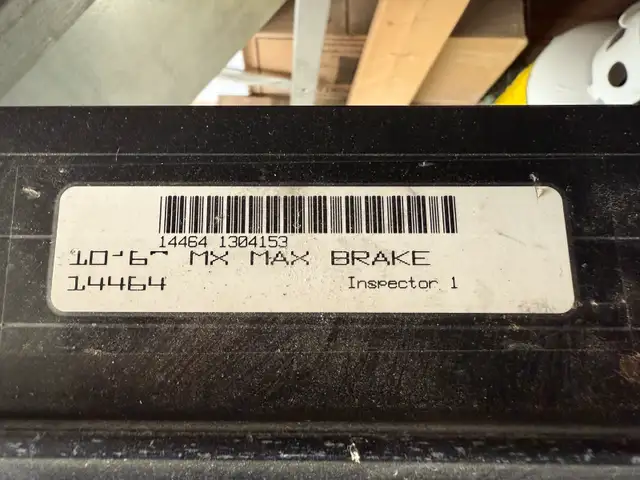 14464 1304153
10'6" MX MAX BRAKE
14464
Inspector 1